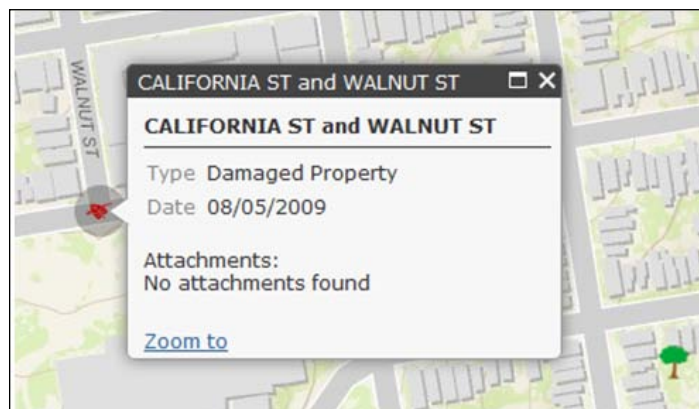 WALNUT ST
CALIFORNIA ST and WALNUT ST
CALIFORNIA ST and WALNUT ST
Type Damaged Property
Date 08/05/2009
Attachments:
No attachments found
Zoom to